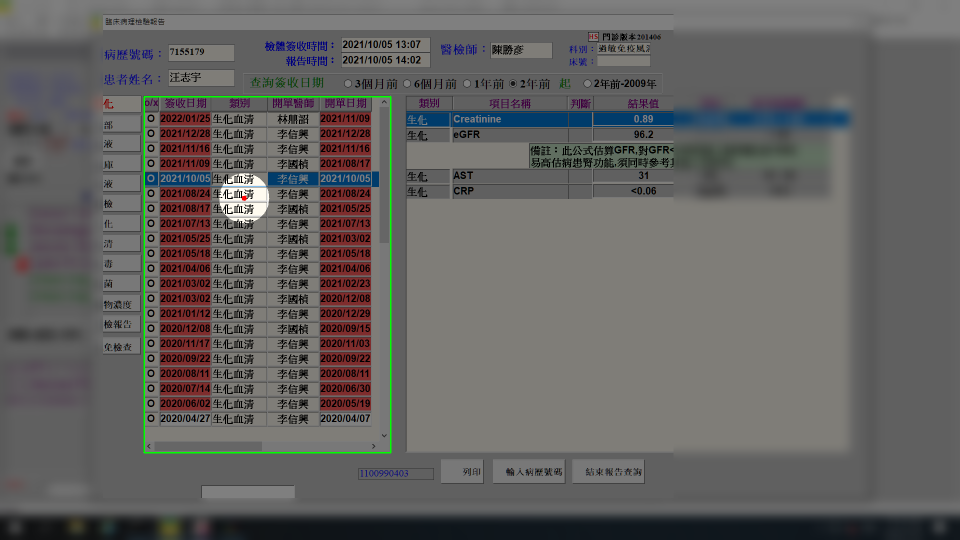 臨床病理檢驗報告
HS 門診版本201406
病歷號碼： 7155179 檢體簽收時間： 2021/10/05 13:07 醫檢師： 陳勝彥 科別： 過敏免疫風濕
報告時間： 2021/10/05 14:02 床號：
患者姓名： 汪志宇
查詢簽收日期 3個月前 6個月前 1年前 2年前 起 2年前-2009年
化
部
液
庫
液
檢
化
清
毒
菌
物濃度
檢報告
免檢查
o/x 簽收日期 類別 開單醫師 開單日期
O 2022/01/25 生化血清 林鵬韶 2021/11/09
O 2021/12/28 生化血清 李信興 2021/12/28
O 2021/11/16 生化血清 李信興 2021/11/16
O 2021/11/09 生化血清 李國楨 2021/08/17
O 2021/10/05 生化血清 李信興 2021/10/05
O 2021/08/24 生化血清 李信興 2021/08/24
O 2021/08/17 生化血清 李國楨 2021/05/25
O 2021/07/13 生化血清 李信興 2021/07/13
O 2021/05/25 生化血清 李國楨 2021/03/02
O 2021/05/18 生化血清 李信興 2021/05/18
O 2021/04/06 生化血清 李信興 2021/04/06
O 2021/03/02 生化血清 李信興 2021/02/23
O 2021/03/02 生化血清 李國楨 2020/12/08
O 2021/01/12 生化血清 李信興 2020/12/29
O 2020/12/08 生化血清 李國楨 2020/09/15
O 2020/11/17 生化血清 李信興 2020/11/03
O 2020/09/22 生化血清 李信興 2020/09/22
O 2020/08/11 生化血清 李信興 2020/08/11
O 2020/07/14 生化血清 李信興 2020/06/30
O 2020/06/02 生化血清 李信興 2020/05/19
O 2020/04/27 生化血清 李信興 2020/04/07
類別 項目名稱 判斷 結果值
生化 Creatinine 0.89
生化 eGFR 96.2
備註：此公式估算GFR,對GFR<
易高估病患腎功能,須同時參考
生化 AST 31
生化 CRP <0.06
1100990403 列印 輸入病歷號碼 結束報告查詢